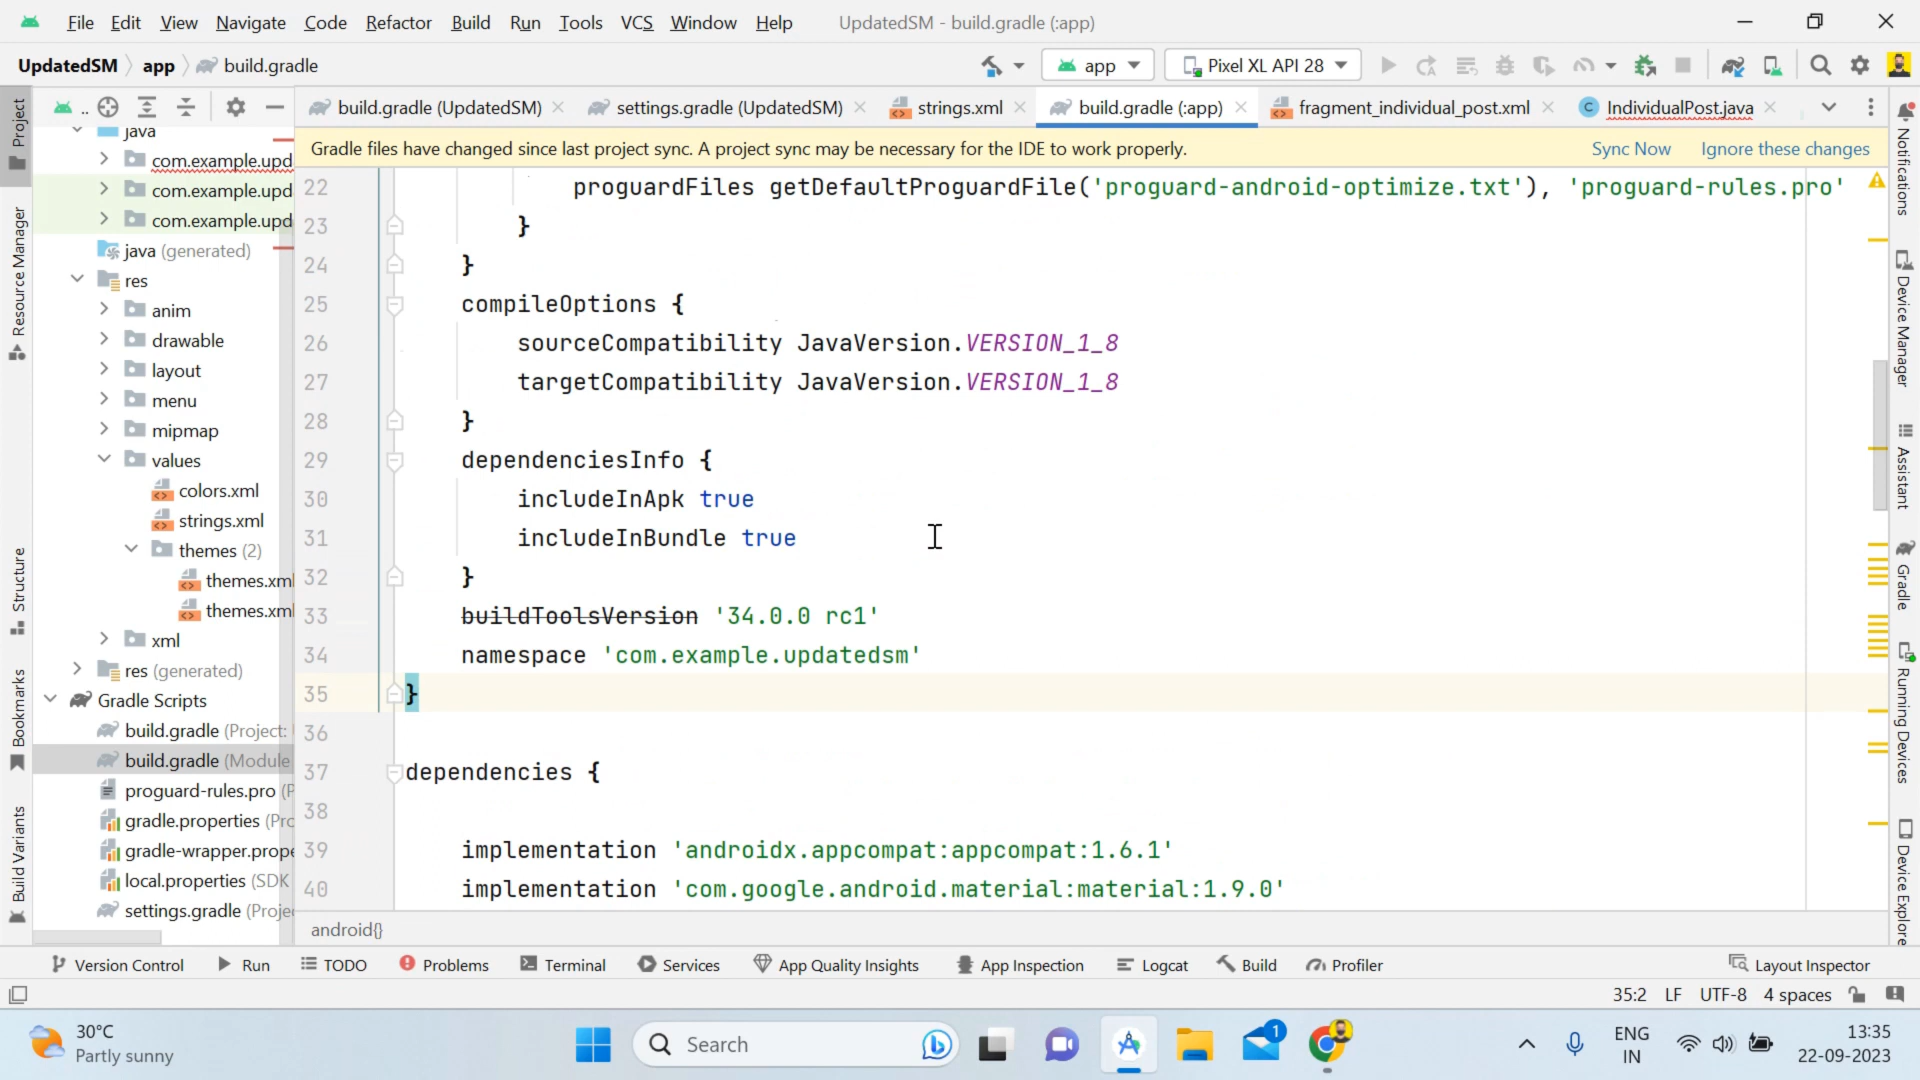 File Edit View Navigate Code Refactor Build Run Tools VCS Window Help UpdatedSM - build.gradle (:app)
UpdatedSM app build.gradle app Pixel XL API 28
build.gradle (UpdatedSM) settings.gradle (UpdatedSM) strings.xml build.gradle (:app) fragment_individual_post.xml IndividualPost.java
Gradle files have changed since last project sync. A project sync may be necessary for the IDE to work properly. Sync Now Ignore these changes
Project
Resource Manager
Structure
Bookmarks
Build Variants
java
com.example.upd
com.example.upd
com.example.upd
java (generated)
res
anim
drawable
layout
menu
mipmap
values
colors.xml
strings.xml
themes (2)
themes.xml
themes.xml
xml
res (generated)
Gradle Scripts
build.gradle (Project:
build.gradle (Module
proguard-rules.pro (P
gradle.properties (Pro
gradle-wrapper.prope
local.properties (SDK
settings.gradle (Proje
22 proguardFiles getDefaultProguardFile('proguard-android-optimize.txt'), 'proguard-rules.pro'
23 }
24 }
25 compileOptions {
26 sourceCompatibility JavaVersion.VERSION_1_8
27 targetCompatibility JavaVersion.VERSION_1_8
28 }
29 dependenciesInfo {
30 includeInApk true
31 includeInBundle true
32 }
33 buildToolsVersion '34.0.0 rc1'
34 namespace 'com.example.updatedsm'
35 }
36
37 dependencies {
38
39 implementation 'androidx.appcompat:appcompat:1.6.1'
40 implementation 'com.google.android.material:material:1.9.0'
android{}
Notifications
Device Manager
Assistant
Gradle
Running Devices
Device Explore
Version Control Run TODO Problems Terminal Services App Quality Insights App Inspection Logcat Build Profiler Layout Inspector
35:2 LF UTF-8 4 spaces
30°C
Partly sunny
Search
1
ENG
IN
13:35
22-09-2023